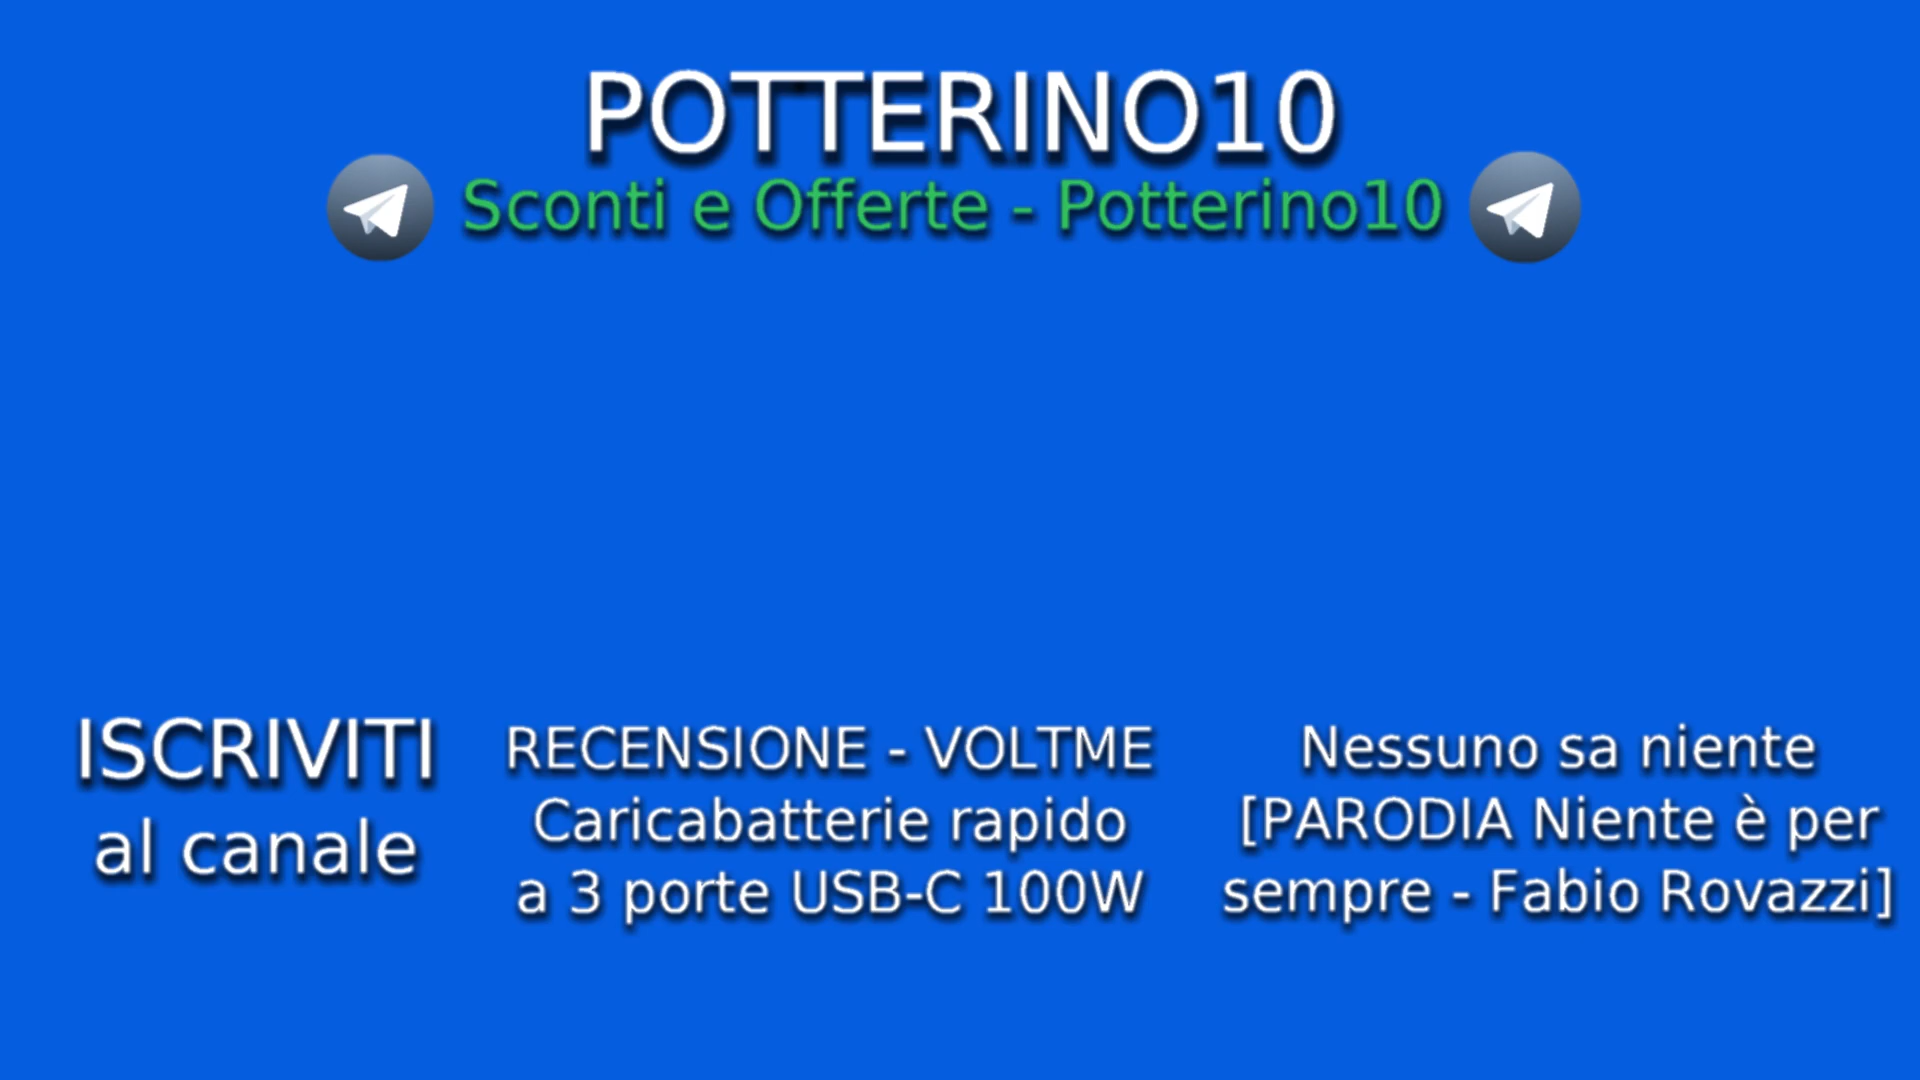 POTTERINO10
Sconti e Offerte - Potterino10
ISCRIVITI
al canale
RECENSIONE - VOLTME
Caricabatterie rapido
a 3 porte USB-C 100W
Nessuno sa niente
[PARODIA Niente è per
sempre - Fabio Rovazzi]